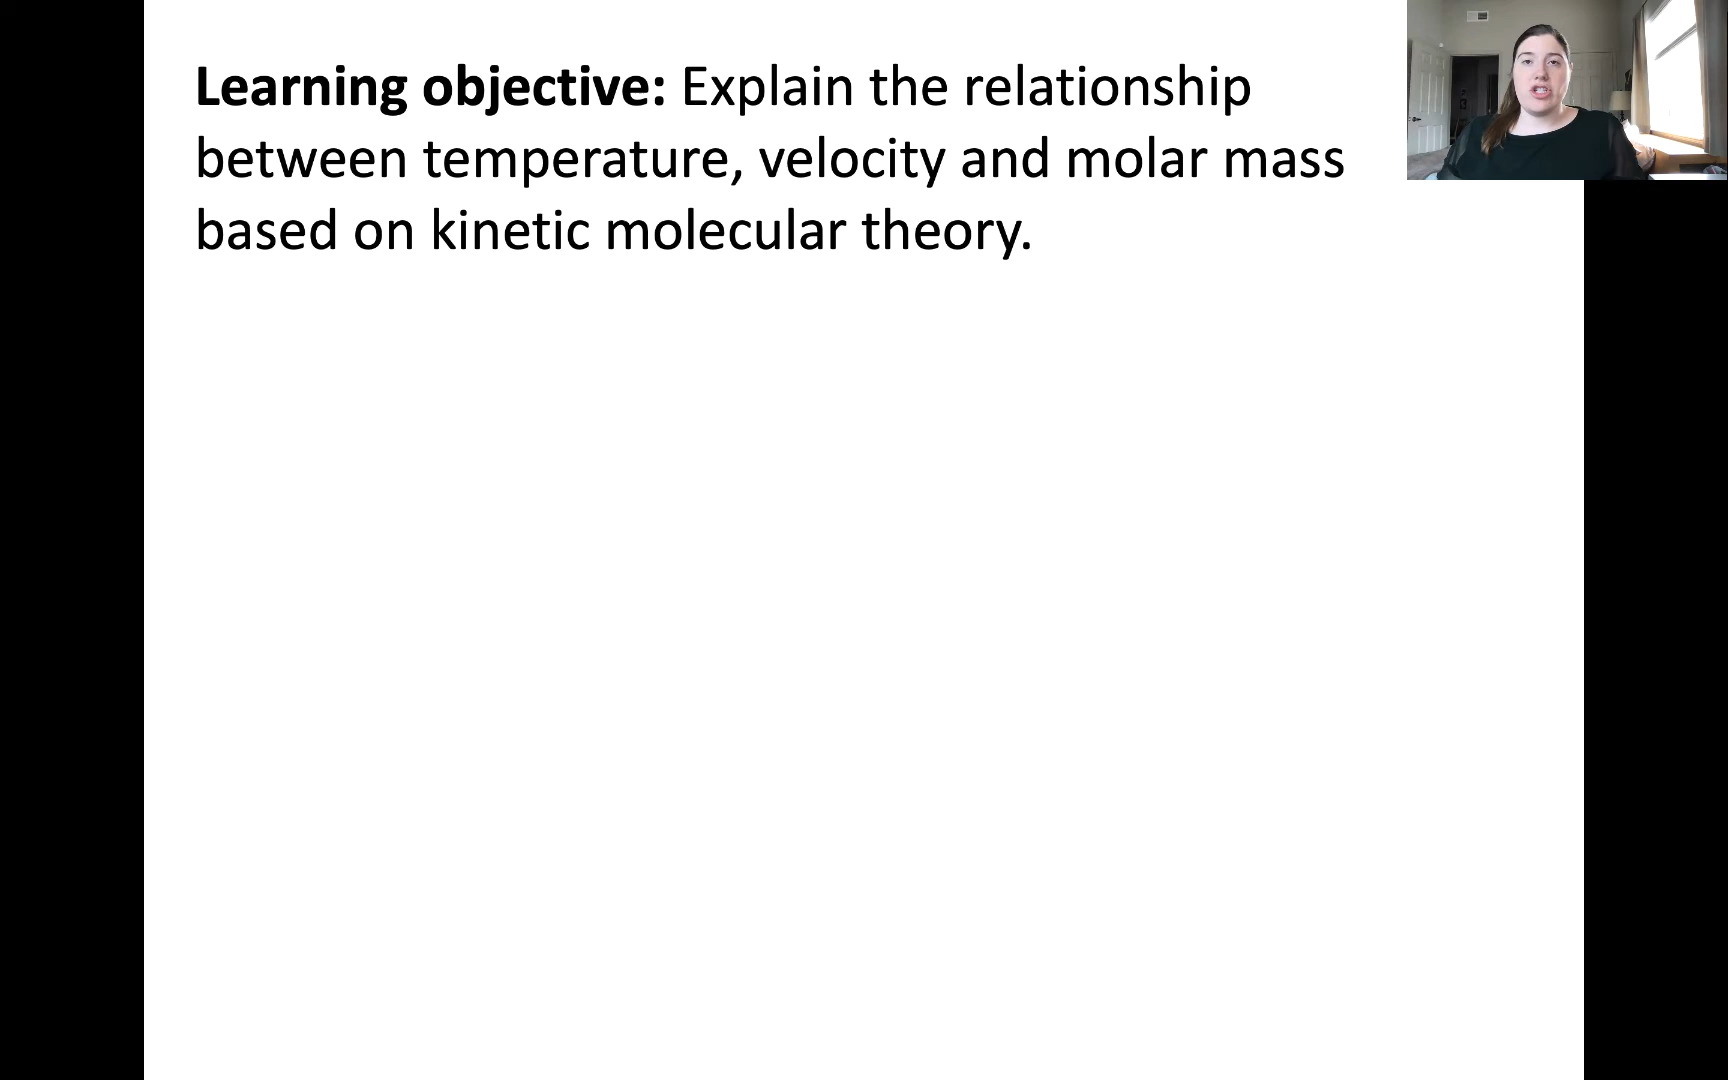 Learning objective: Explain the relationship
between temperature, velocity and molar mass
based on kinetic molecular theory.